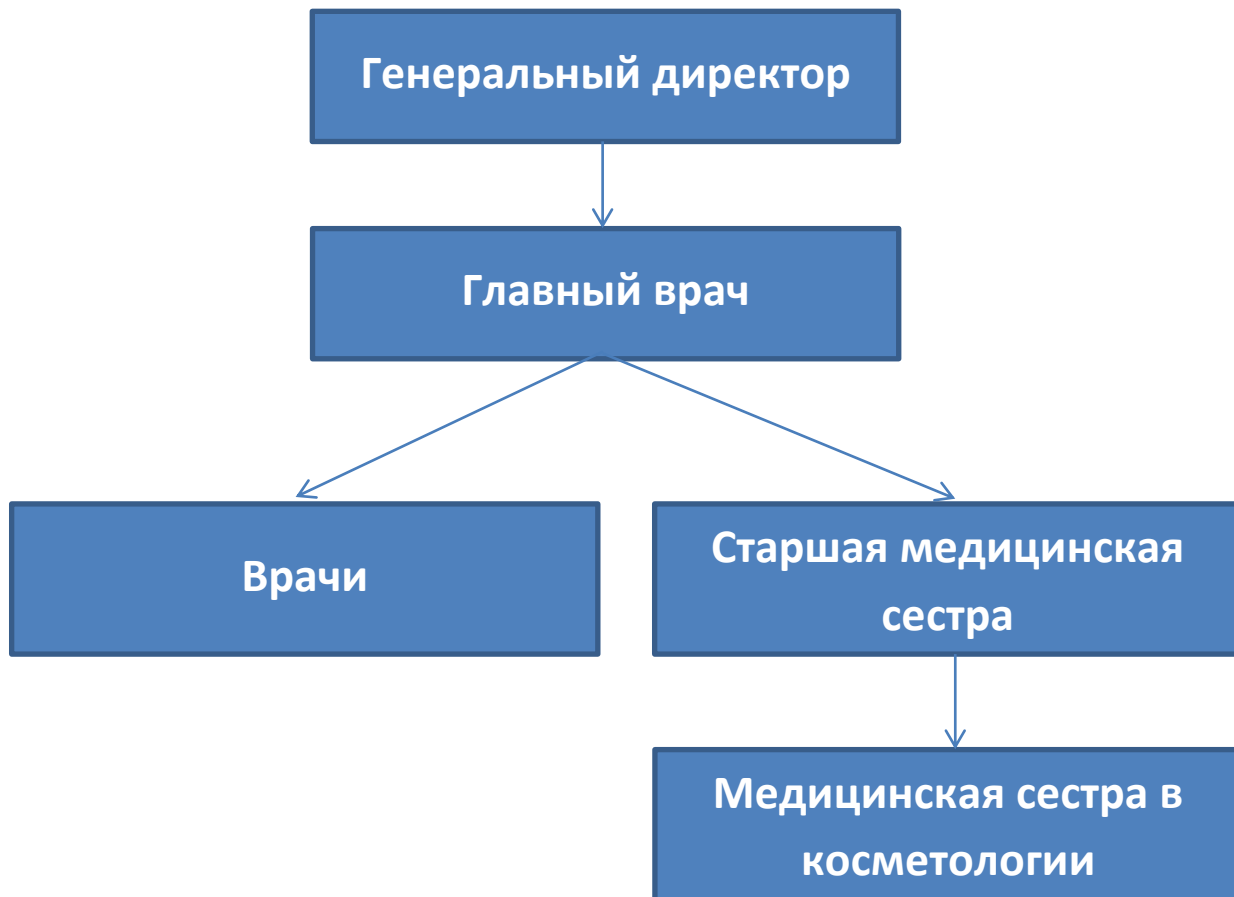 Генеральный директор
Главный врач
Врачи
Старшая медицинская
сестра
Медицинская сестра в
косметологии